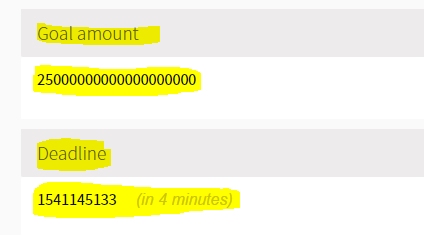 Goal amount
25000000000000000000
Deadline
1541145133 (in 4 minutes)